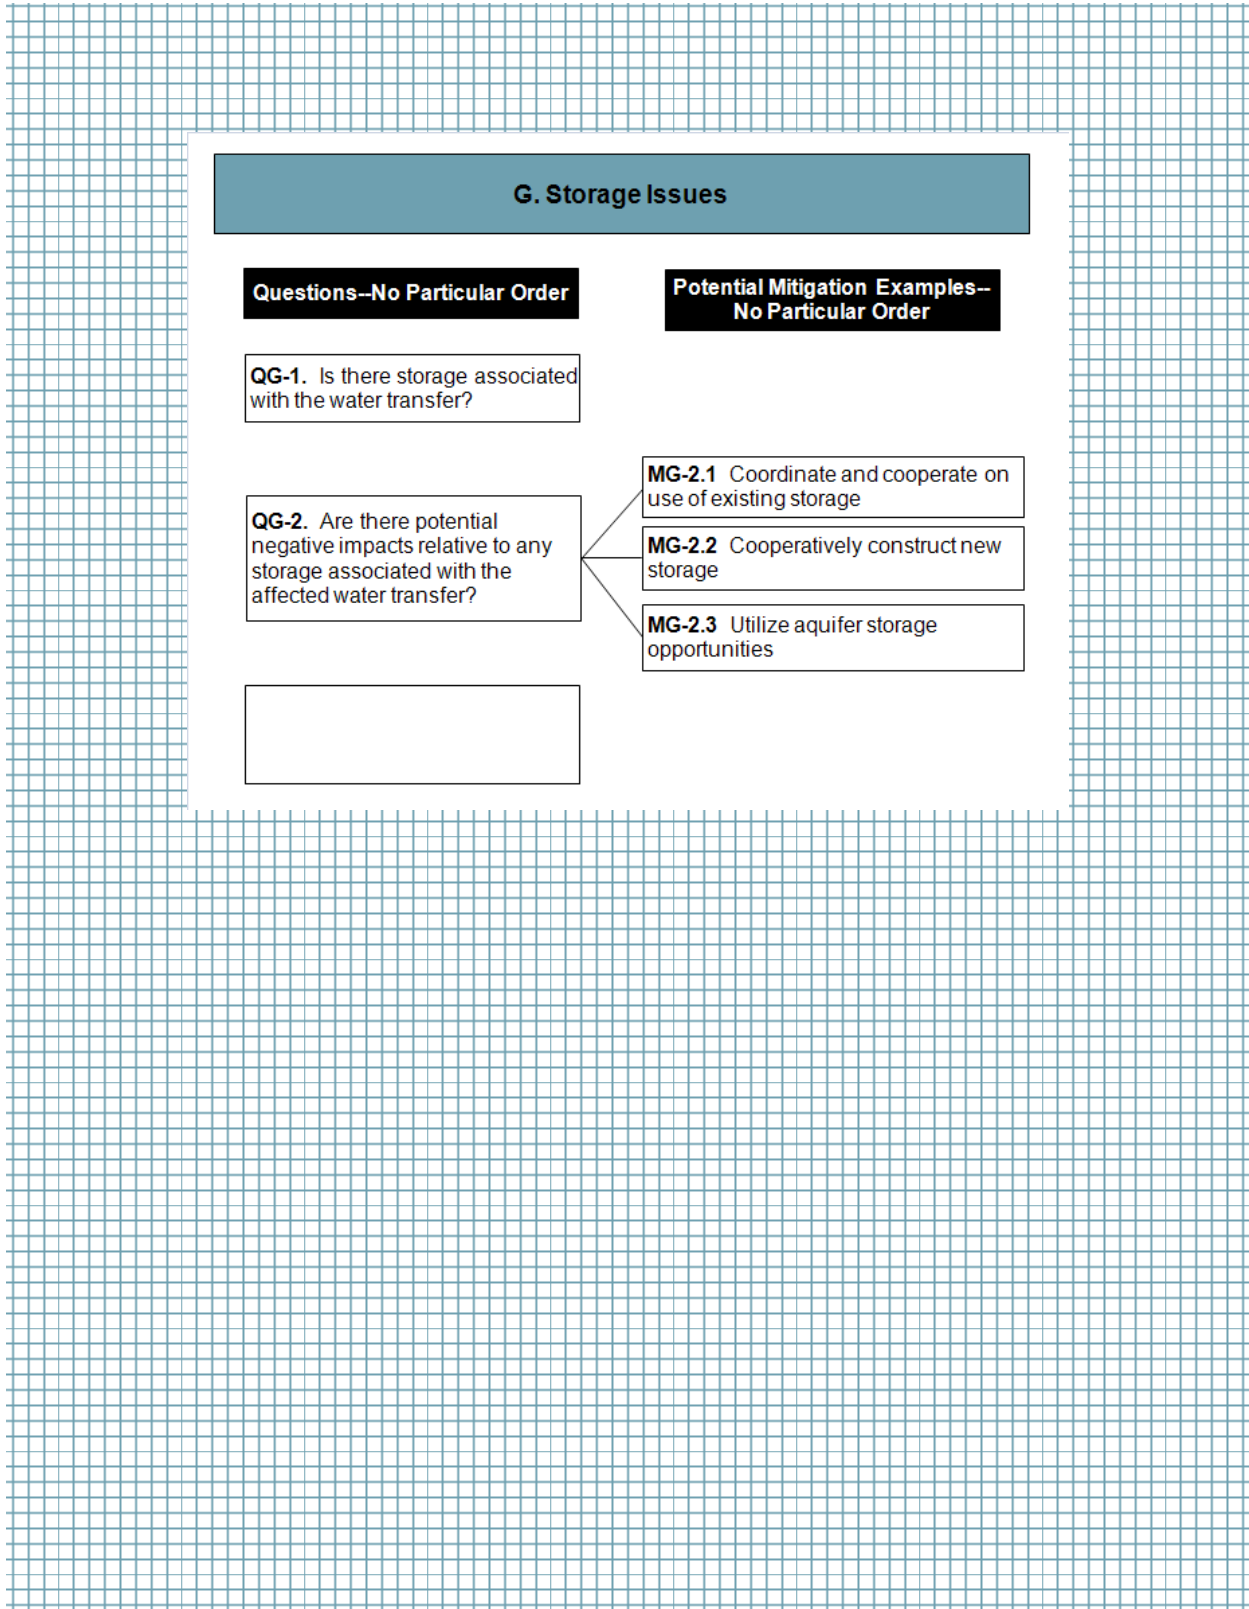 G. Storage Issues
Questions--No Particular Order
Potential Mitigation Examples--
No Particular Order
QG-1. Is there storage associated
with the water transfer?
QG-2. Are there potential
negative impacts relative to any
storage associated with the
affected water transfer?
MG-2.1 Coordinate and cooperate on
use of existing storage
MG-2.2 Cooperatively construct new
storage
MG-2.3 Utilize aquifer storage
opportunities